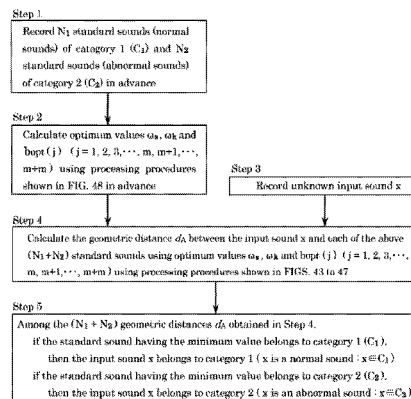 Step 1
Record N₁ standard sounds (normal
sounds) of category 1 (C₁) and N₂
standard sounds (abnormal sounds)
of category 2 (C₂) in advance
Step 2
Calculate optimum values ωₐ, ωₖ and
bopt (j) (j = 1, 2, 3,···, m, m+1,···,
m+m) using processing procedures
shown in FIG. 48 in advance
Step 3
Record unknown input sound x
Step 4
Calculate the geometric distance dₐ between the input sound x and each of the above
(N₁+N₂) standard sounds using optimum values ωₐ, ωₖ and bopt (j) (j = 1, 2, 3,···,
m, m+1,···, m+m) using processing procedures shown in FIGS. 43 to 47
Step 5
Among the (N₁ + N₂) geometric distances dₐ obtained in Step 4,
if the standard sound having the minimum value belongs to category 1 (C₁),
then the input sound x belongs to category 1 (x is a normal sound : x∈C₁)
if the standard sound having the minimum value belongs to category 2 (C₂),
then the input sound x belongs to category 2 (x is an abnormal sound : x∈C₂)